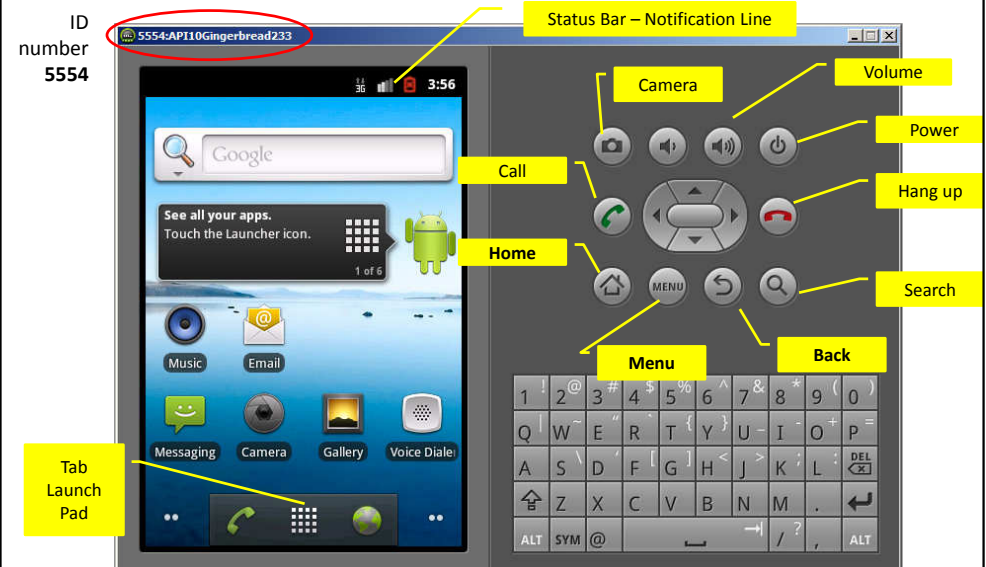 Status Bar – Notification Line
ID
number
5554
5554:API10Gingerbread233
3G
3:56
Camera
Volume
Power
Google
Call
Hang up
See all your apps.
Touch the Launcher icon.
1 of 6
Home
MENU
Search
Music
Email
Menu
Back
1 ! 2 @ 3 # 4 $ 5 % 6 ^ 7 & 8 * 9 ( 0 )
Q | W ~ E “ R ` T { Y } U - I - O + P =
A S \ D ' F [ G ] H < J > K ; L : DEL
Messaging
Camera
Gallery
Voice Dialer
Tab
Launch
Pad
Z X C V B N M .
ALT SYM @ / ? , ALT